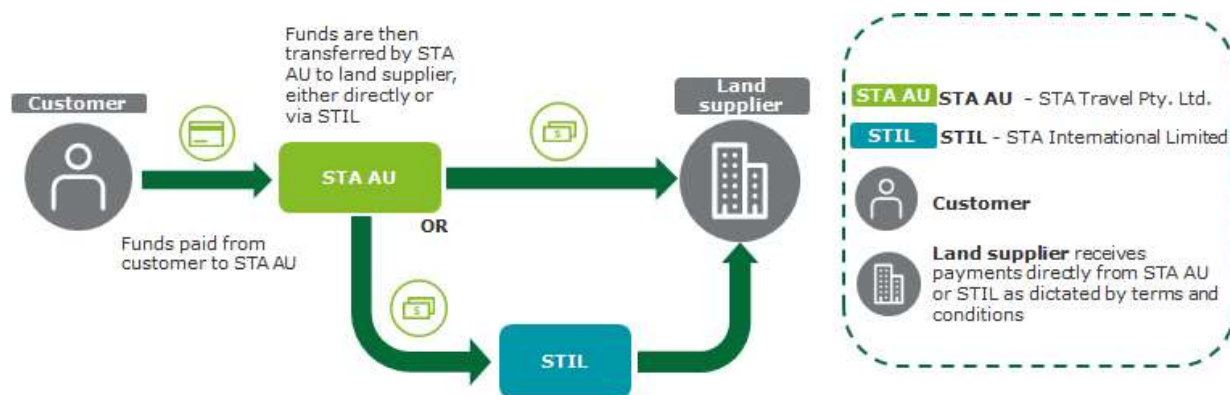 Funds are then
transferred by STA
AU to land supplier,
either directly or
via STIL
Customer
Land
supplier
STA AU
OR
Funds paid from
customer to STA AU
STIL
STA AU STA AU - STA Travel Pty. Ltd.
STIL STIL - STA International Limited
Customer
Land supplier receives
payments directly from STA AU
or STIL as dictated by terms and
conditions